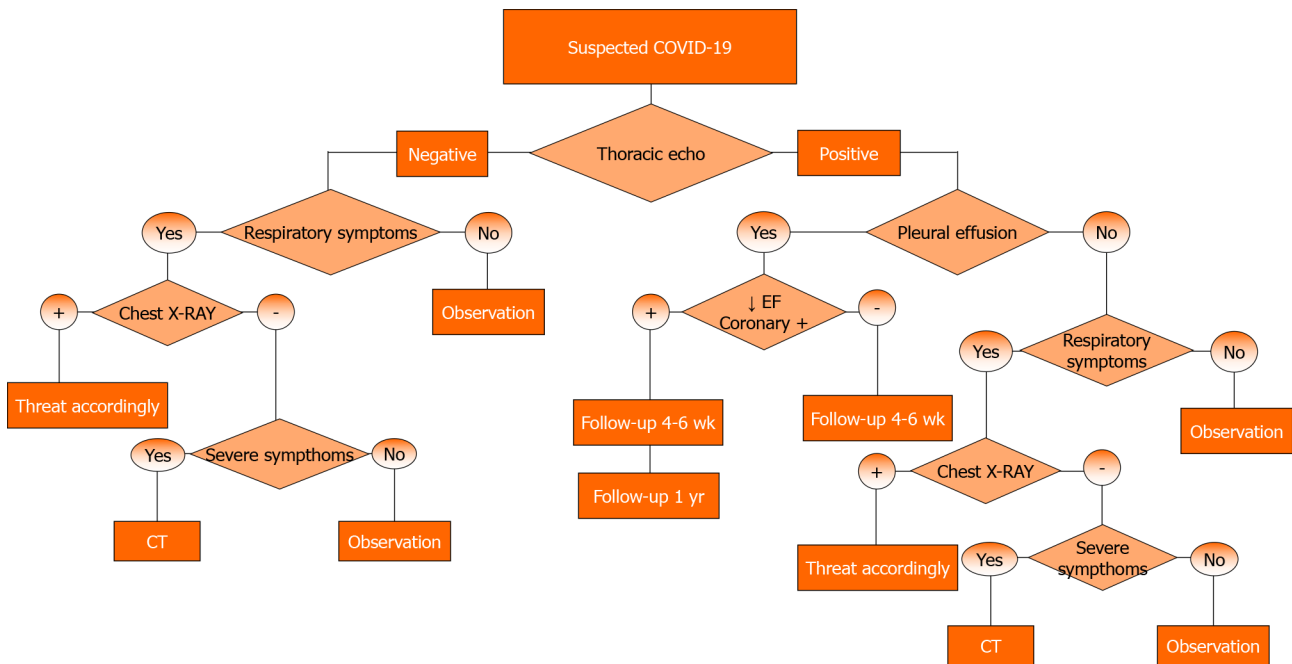 Suspected COVID-19
Negative
Thoracic echo
Positive
Yes
Respiratory symptoms
No
Yes
Pleural effusion
No
+
Chest X-RAY
-
Observation
+
↓ EF
Coronary +
-
Yes
Respiratory
symptoms
No
Threat accordingly
Follow-up 4-6 wk
Follow-up 4-6 wk
Observation
Yes
Severe sympthoms
No
+
Chest X-RAY
-
Follow-up 1 yr
CT
Observation
Threat accordingly
Yes
Severe
sympthoms
No
CT
Observation